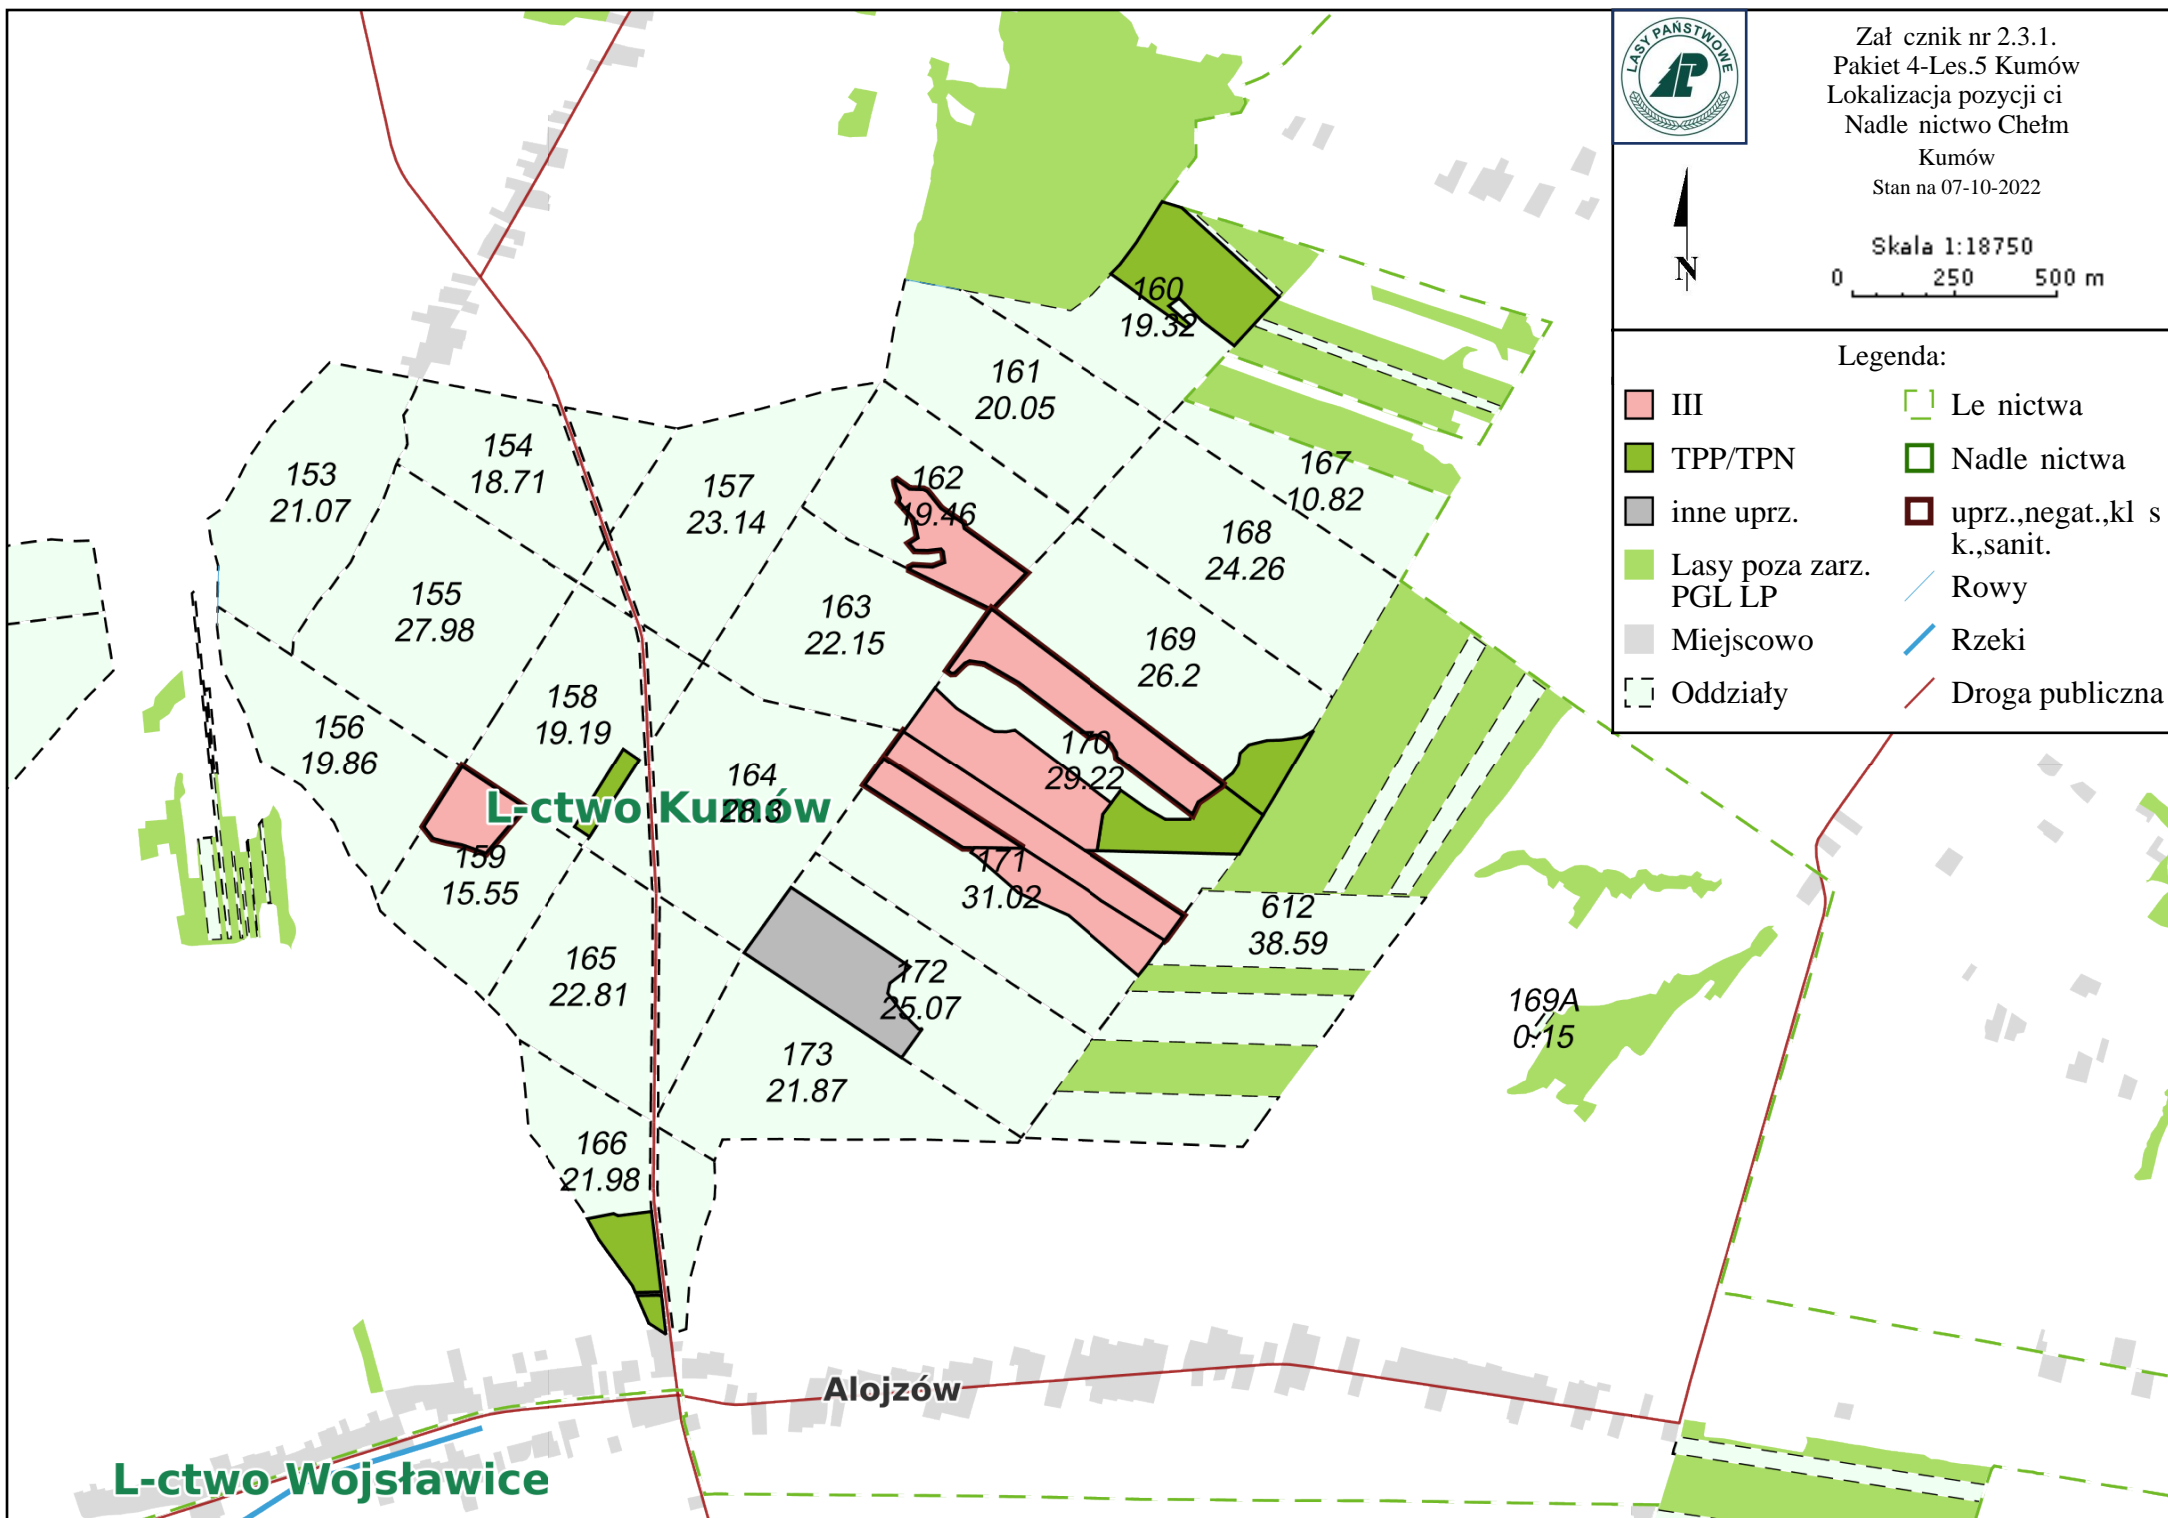 LASY PAŃSTWOWE
Zał cznik nr 2.3.1.
Pakiet 4-Les.5 Kumów
Lokalizacja pozycji ci
Nadle nictwo Chełm
Kumów
Stan na 07-10-2022
N
Skala 1:18750
0 250 500 m
Legenda:
III
TPP/TPN
inne uprz.
Lasy poza zarz.
PGL LP
Miejscowo
Oddziały
Le nictwa
Nadle nictwa
uprz.,negat.,kl s
k.,sanit.
Rowy
Rzeki
Droga publiczna
160
19.32
161
20.05
154
18.71
153
21.07
157
23.14
162
19.46
167
10.82
168
24.26
155
27.98
163
22.15
169
26.2
158
19.19
156
19.86
170
29.22
164
28.3
L-ctwo Kumów
159
15.55
171
31.02
612
38.59
165
22.81
172
25.07
169A
0.15
173
21.87
166
21.98
Alojzów
L-ctwo Wojsławice